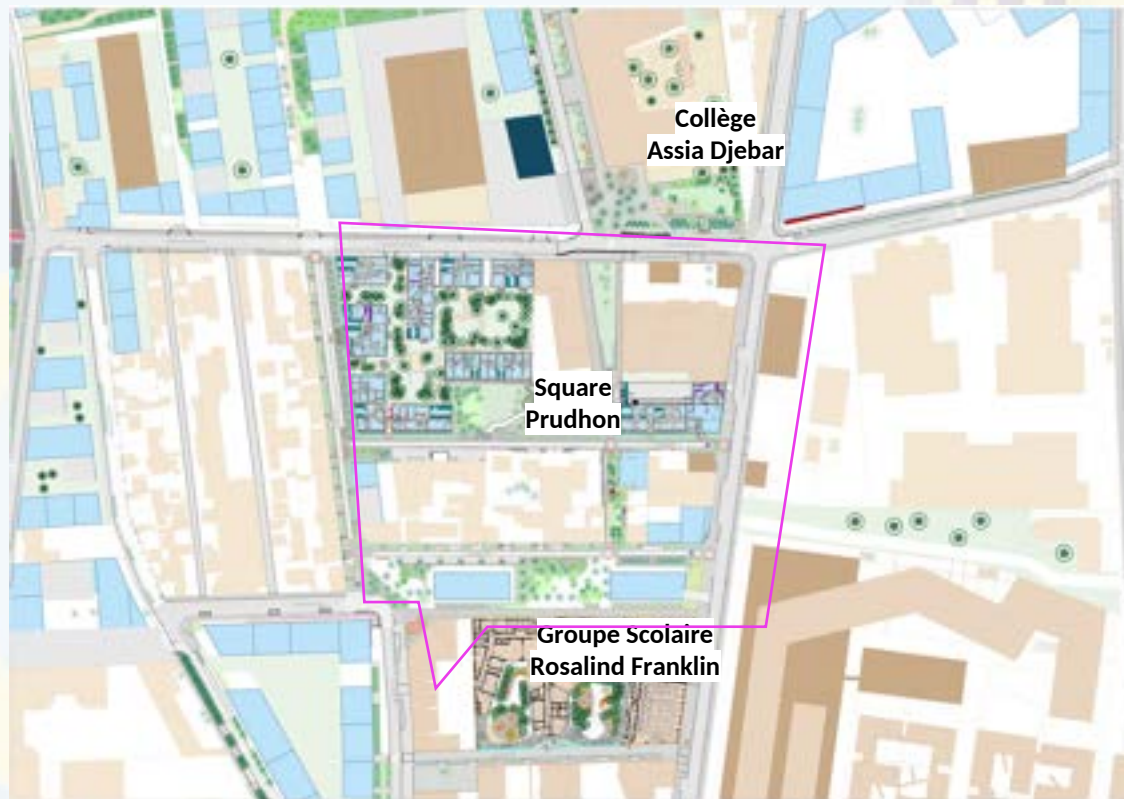 Collège
Assia Djebar
Square
Prudhon
Groupe Scolaire
Rosalind Franklin